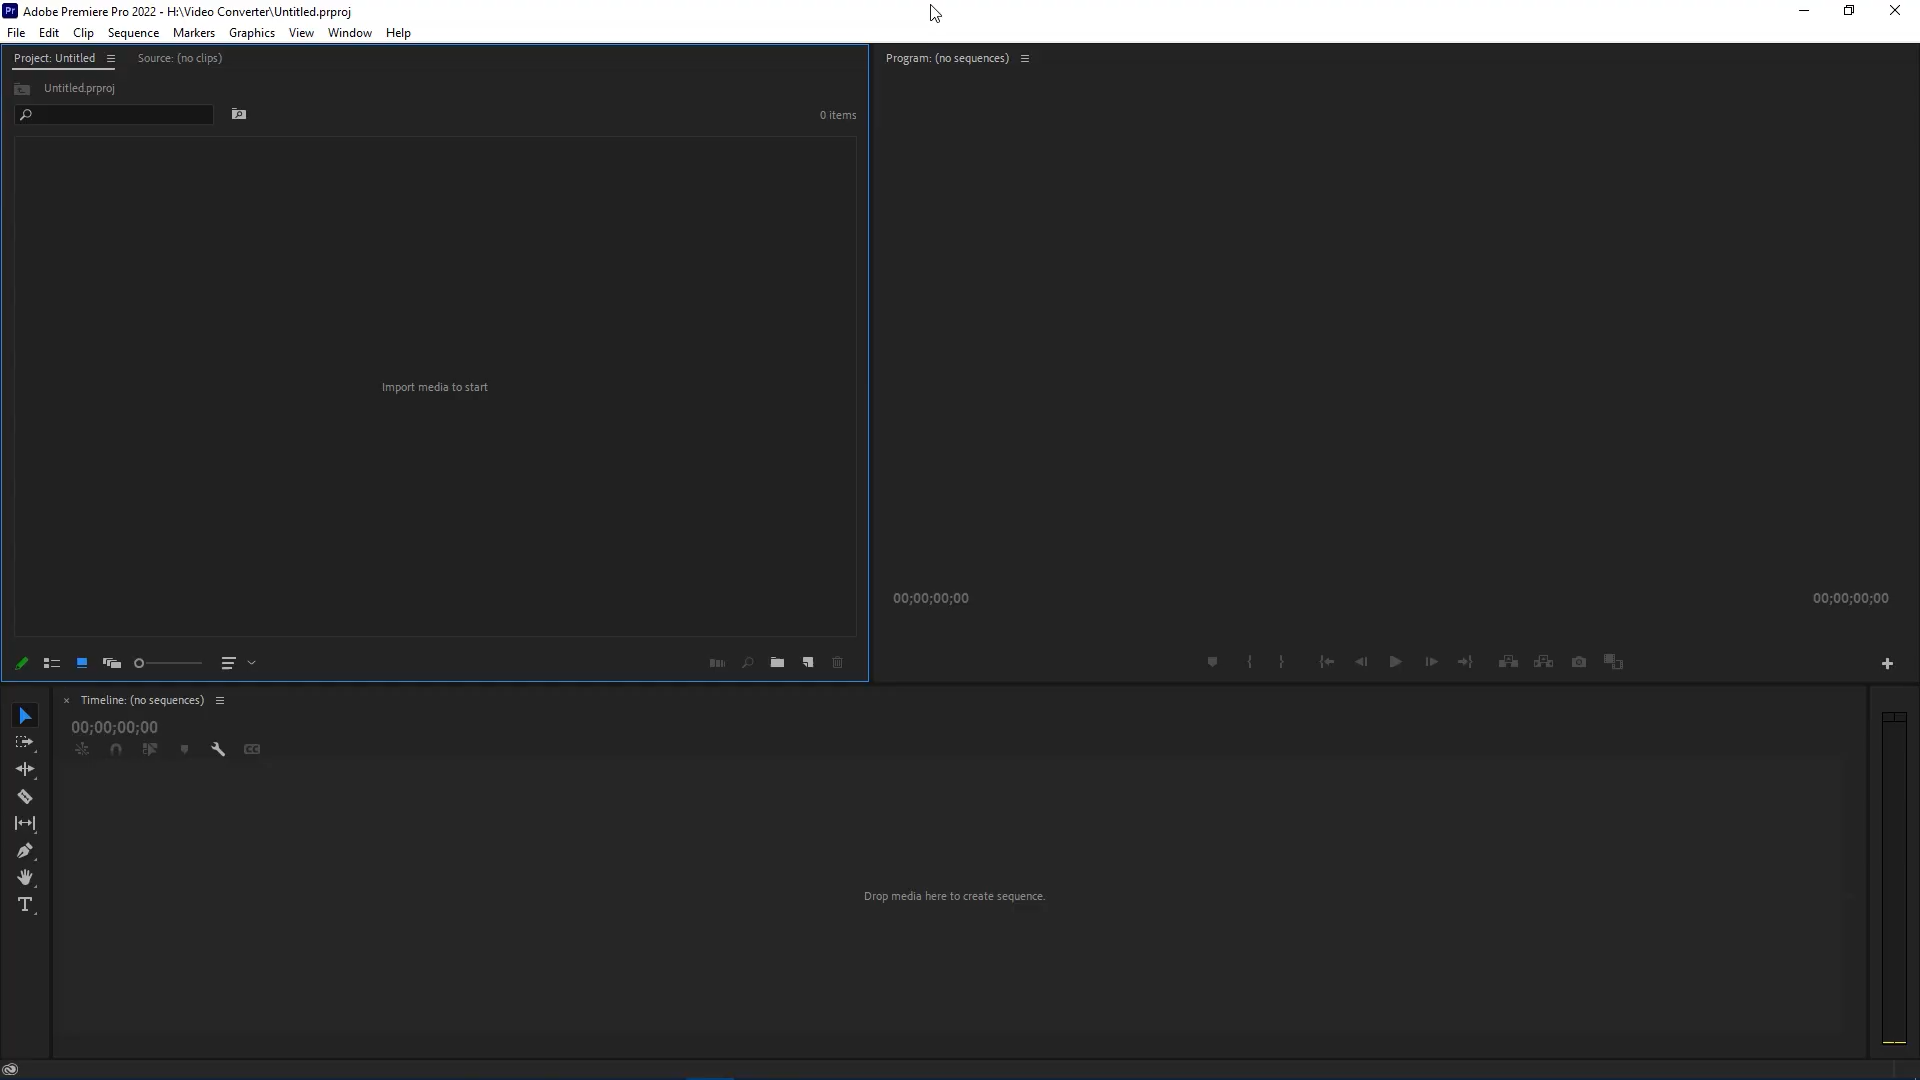 Pr Adobe Premiere Pro 2022 - H:\Video Converter\Untitled.prproj
File Edit Clip Sequence Markers Graphics View Window Help
Project: Untitled Source: (no clips)
Program: (no sequences)
Untitled.prproj
0 items
Import media to start
00;00;00;00 00;00;00;00
Timeline: (no sequences)
00;00;00;00
CC
T
Drop media here to create sequence.